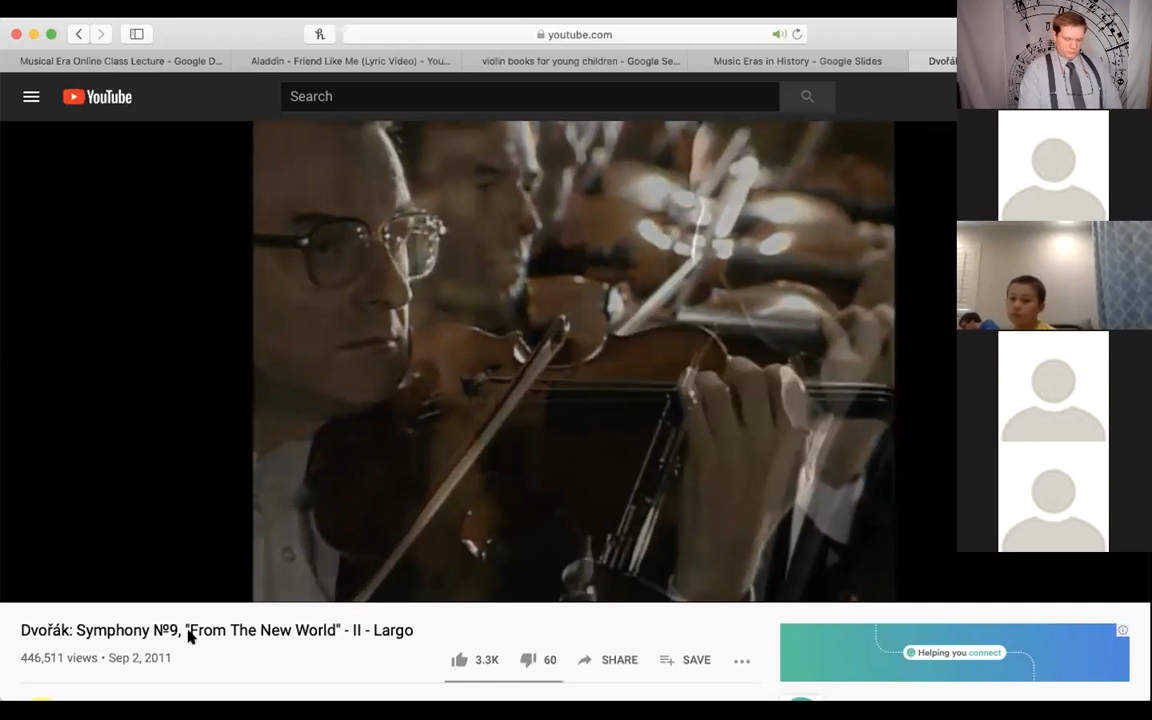 youtube.com
Musical Era Online Class Lecture - Google D...
Aladdin - Friend Like Me (Lyric Video) - You...
violin books for young children - Google Se...
Music Eras in History - Google Slides
Dvořák
YouTube
Search
Dvořák: Symphony №9, "From The New World" - II - Largo
446,511 views • Sep 2, 2011
3.3K
60
SHARE
SAVE
Helping you connect